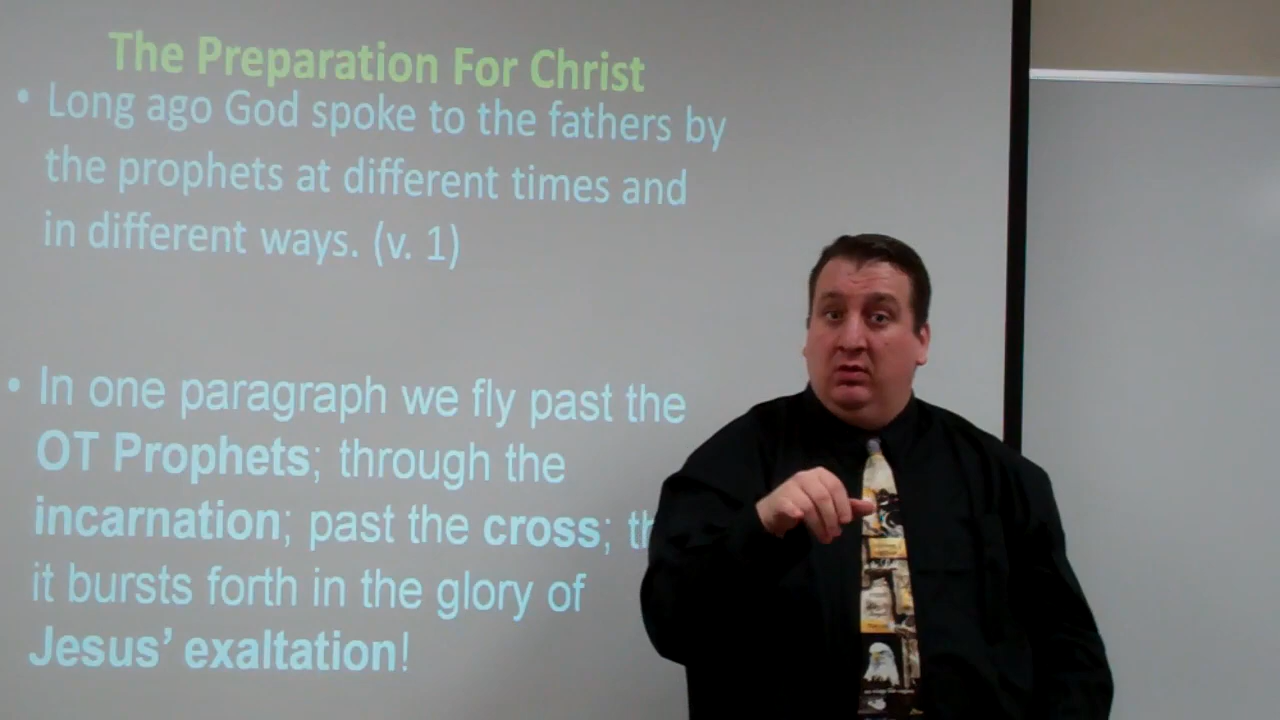 The Preparation For Christ
• Long ago God spoke to the fathers by
the prophets at different times and
in different ways. (v. 1)
• In one paragraph we fly past the
OT Prophets; through the
incarnation; past the cross;
it bursts forth in the glory of
Jesus’ exaltation!